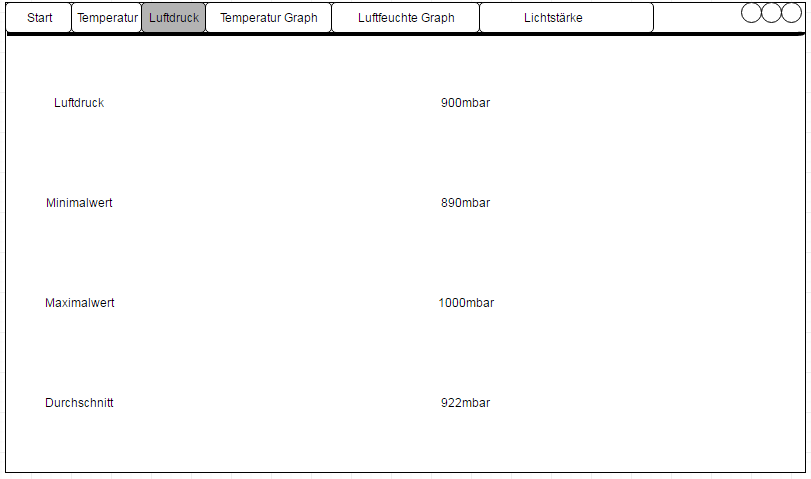 Start Temperatur Luftdruck Temperatur Graph Luftfeuchte Graph Lichtstärke
Luftdruck 900mbar
Minimalwert 890mbar
Maximalwert 1000mbar
Durchschnitt 922mbar